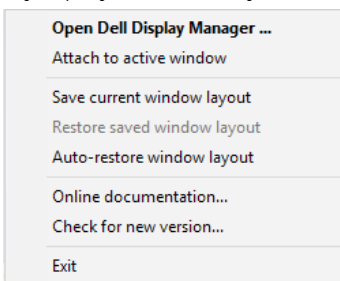 Open Dell Display Manager ...
Attach to active window
Save current window layout
Restore saved window layout
Auto-restore window layout
Online documentation...
Check for new version...
Exit